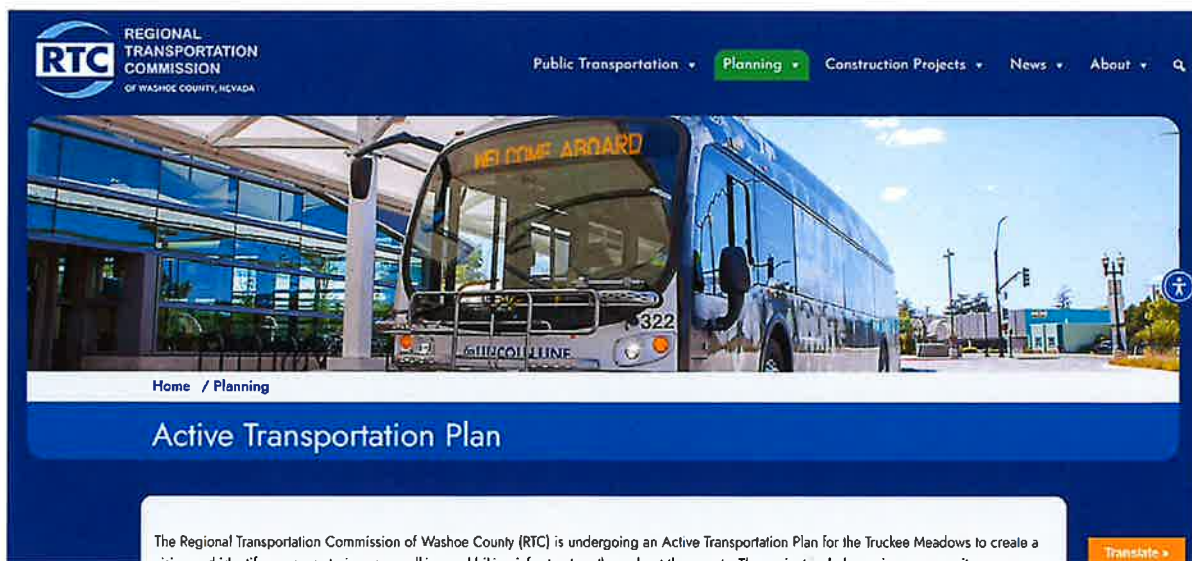 REGIONAL
TRANSPORTATION
COMMISSION
OF WASHOE COUNTY, NEVADA
RTC
Public Transportation
Planning
Construction Projects
News
About
WELCOME ABOARD
322
LINCOLN LINE
Home / Planning
Active Transportation Plan
The Regional Transportation Commission of Washoe County (RTC) is undergoing an Active Transportation Plan for the Truckee Meadows to create a
Translate »